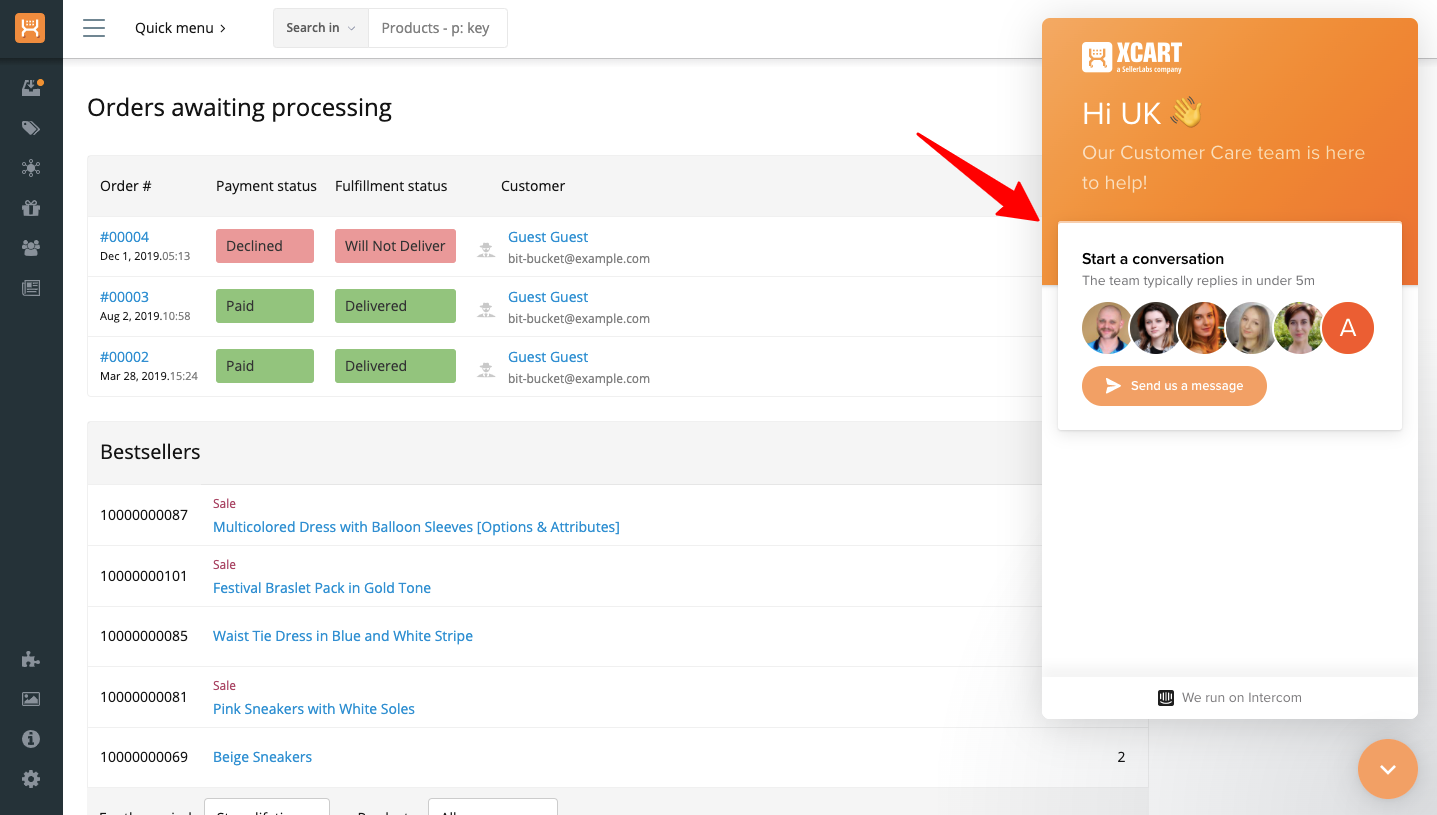 Quick menu
Search in
Products - p: key
Orders awaiting processing
Order #
Payment status
Fulfillment status
Customer
#00004
Dec 1, 2019.05:13
Declined
Will Not Deliver
Guest Guest
bit-bucket@example.com
#00003
Aug 2, 2019.10:58
Paid
Delivered
Guest Guest
bit-bucket@example.com
#00002
Mar 28, 2019.15:24
Paid
Delivered
Guest Guest
bit-bucket@example.com
Bestsellers
10000000087
Sale
Multicolored Dress with Balloon Sleeves [Options & Attributes]
10000000101
Sale
Festival Braslet Pack in Gold Tone
10000000085
Waist Tie Dress in Blue and White Stripe
10000000081
Sale
Pink Sneakers with White Soles
10000000069
Beige Sneakers
2
XCART
a SellerLabs company
Hi UK
Our Customer Care team is here
to help!
Start a conversation
The team typically replies in under 5m
A
Send us a message
We run on Intercom